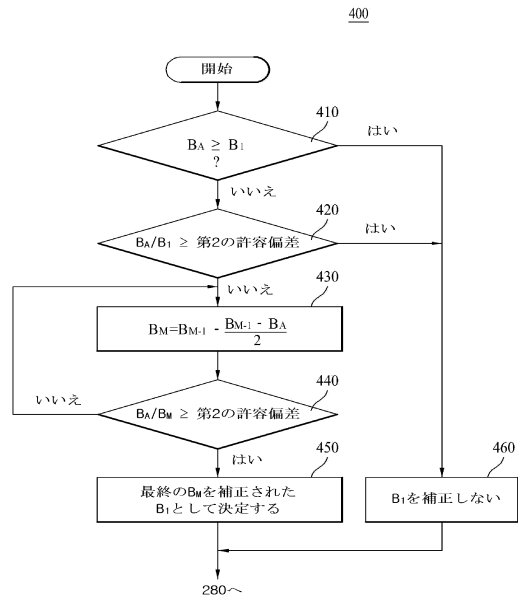 400
開始
410
BA ≥ B1
?
はい
いいえ
420
BA/B1 ≥ 第2の許容偏差
はい
いいえ
430
BM=BM-1 - BM-1 - BA
2
440
BA/BM ≥ 第2の許容偏差
いいえ
はい
450
最終のBMを補正された
B1として決定する
460
B1を補正しない
280へ